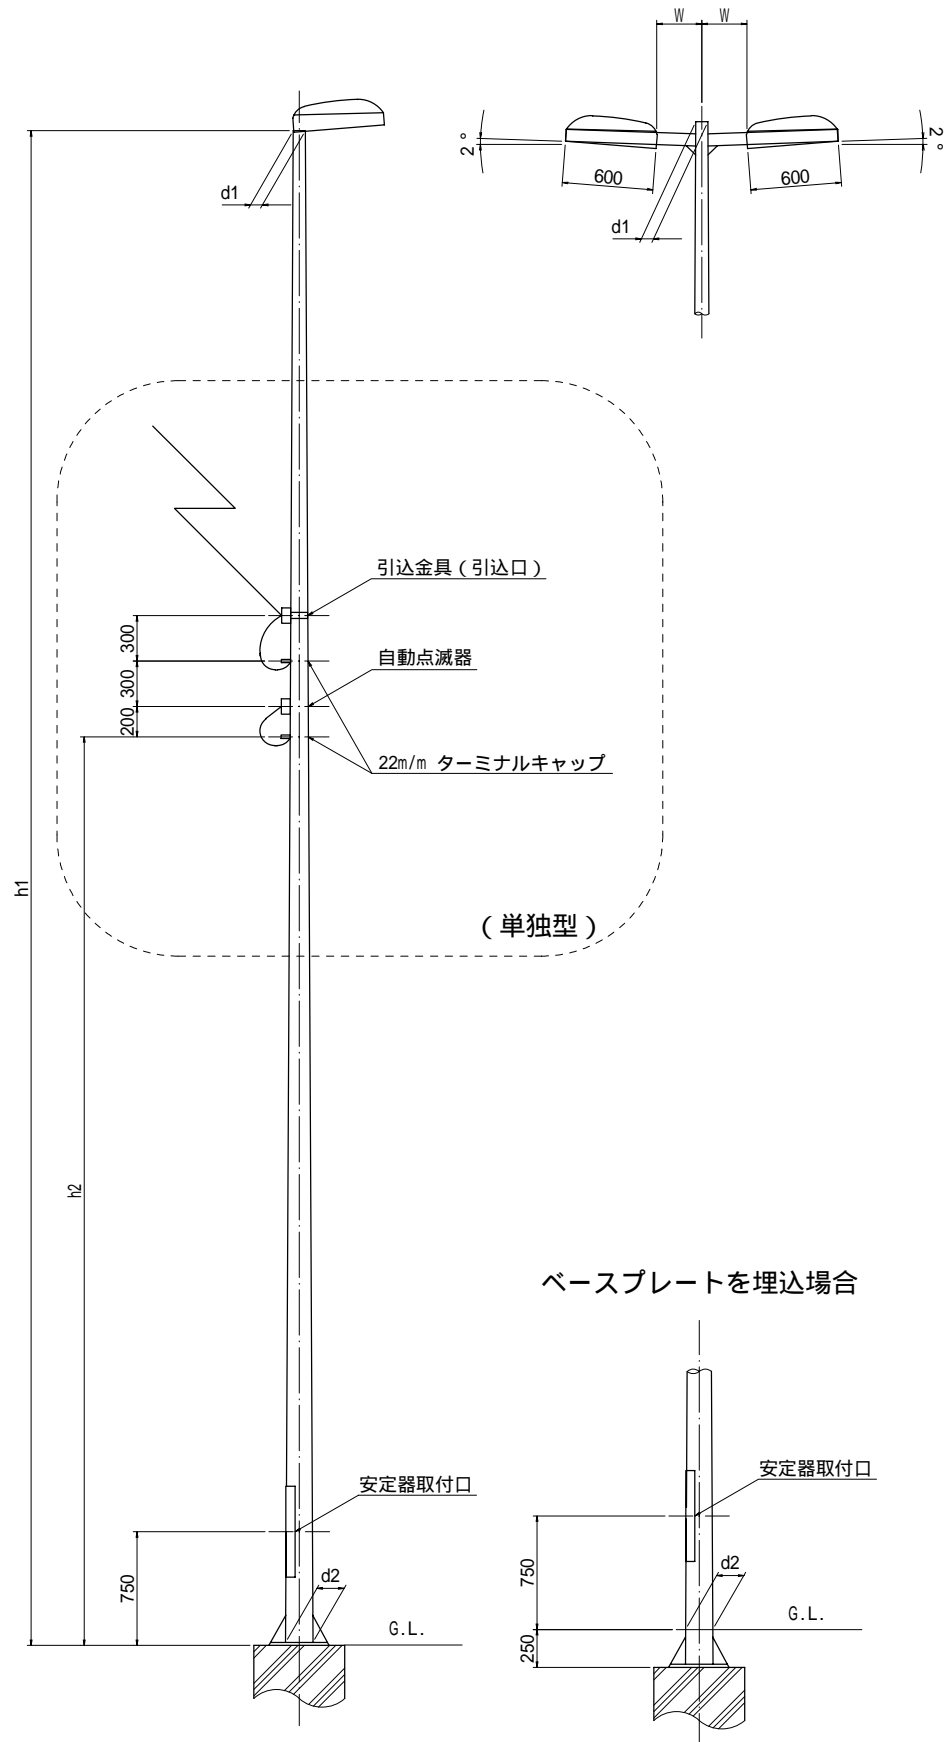 W W
2° 2°
600 600
d1
d1
引込金具（引込口）
300
自動点滅器
300
200
22m/m ターミナルキャップ
h1
（単独型）
h2
ベースプレートを埋込場合
安定器取付口
750
d2
G.L.
安定器取付口
750
d2
G.L.
250